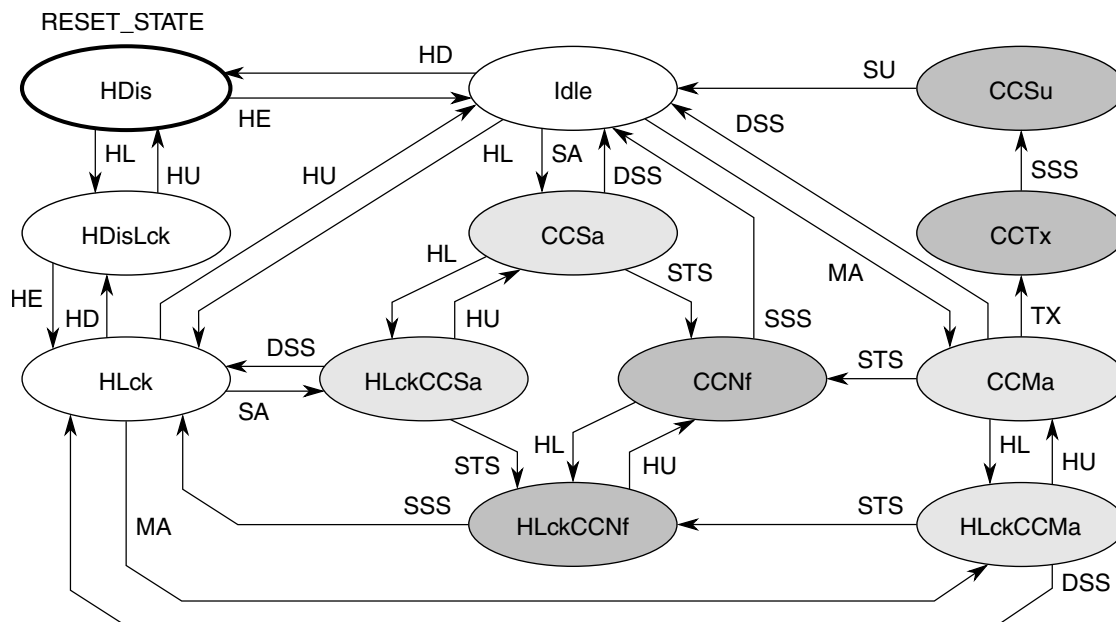 RESET_STATE
HDis
HD
HE
Idle
SU
CCSu
HL
HU
HU
HL
SA
DSS
DSS
SSS
HDisLck
CCSa
CCTx
HE
HD
HL
HU
STS
SSS
MA
TX
HLck
DSS
SA
HLckCCSa
CCNf
STS
CCMa
STS
HL
HU
HL
HU
MA
SSS
HLckCCNf
STS
HLckCCMa
DSS